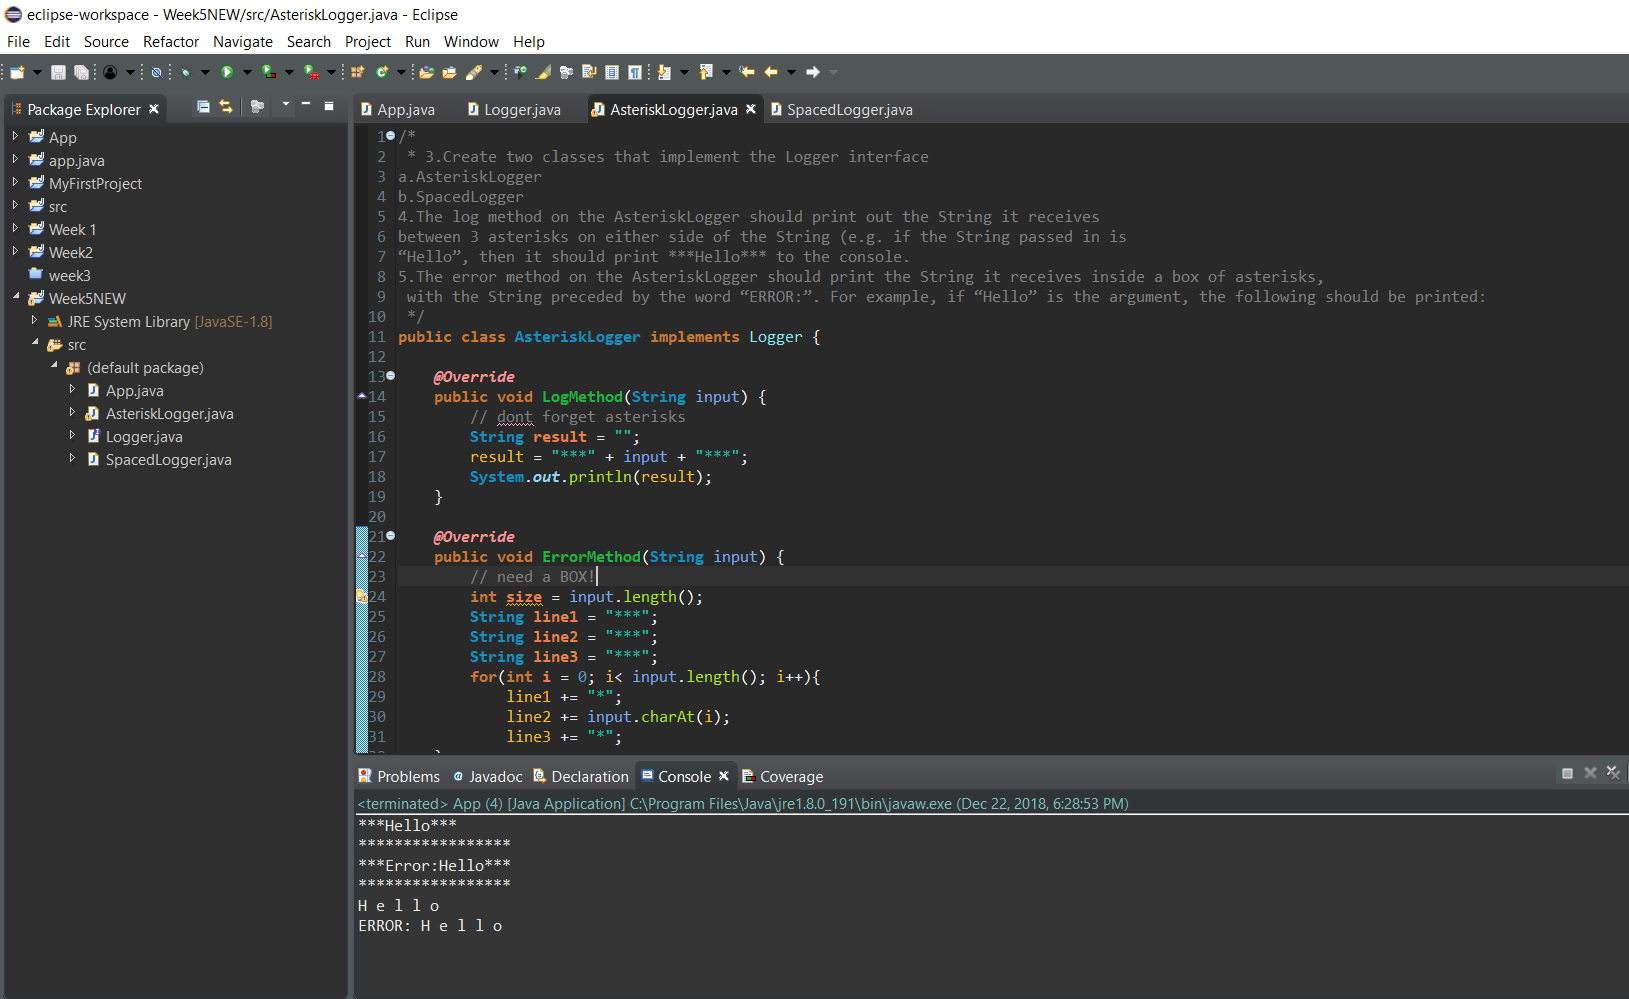 eclipse-workspace - Week5NEW/src/AsteriskLogger.java - Eclipse
File Edit Source Refactor Navigate Search Project Run Window Help
Package Explorer
App
app.java
MyFirstProject
src
Week 1
Week2
week3
Week5NEW
JRE System Library [JavaSE-1.8]
src
(default package)
App.java
AsteriskLogger.java
Logger.java
SpacedLogger.java
App.java Logger.java AsteriskLogger.java SpacedLogger.java
1 /*
2  * 3.Create two classes that implement the Logger interface
3 a.AsteriskLogger
4 b.SpacedLogger
5 4.The log method on the AsteriskLogger should print out the String it receives
6 between 3 asterisks on either side of the String (e.g. if the String passed in is
7 “Hello”, then it should print ***Hello*** to the console.
8 5.The error method on the AsteriskLogger should print the String it receives inside a box of asterisks,
9  with the String preceded by the word “ERROR:”. For example, if “Hello” is the argument, the following should be printed:
10  */
11 public class AsteriskLogger implements Logger {
12
13     @Override
14     public void LogMethod(String input) {
15         // dont forget asterisks
16         String result = "";
17         result = "***" + input + "***";
18         System.out.println(result);
19     }
20
21     @Override
22     public void ErrorMethod(String input) {
23         // need a BOX!
24         int size = input.length();
25         String line1 = "***";
26         String line2 = "***";
27         String line3 = "***";
28         for(int i = 0; i< input.length(); i++){
29             line1 += "*";
30             line2 += input.charAt(i);
31             line3 += "*";
Problems Javadoc Declaration Console Coverage
<terminated> App (4) [Java Application] C:\Program Files\Java\jre1.8.0_191\bin\javaw.exe (Dec 22, 2018, 6:28:53 PM)
***Hello***
*****************
***Error:Hello***
*****************
H e l l o
ERROR: H e l l o